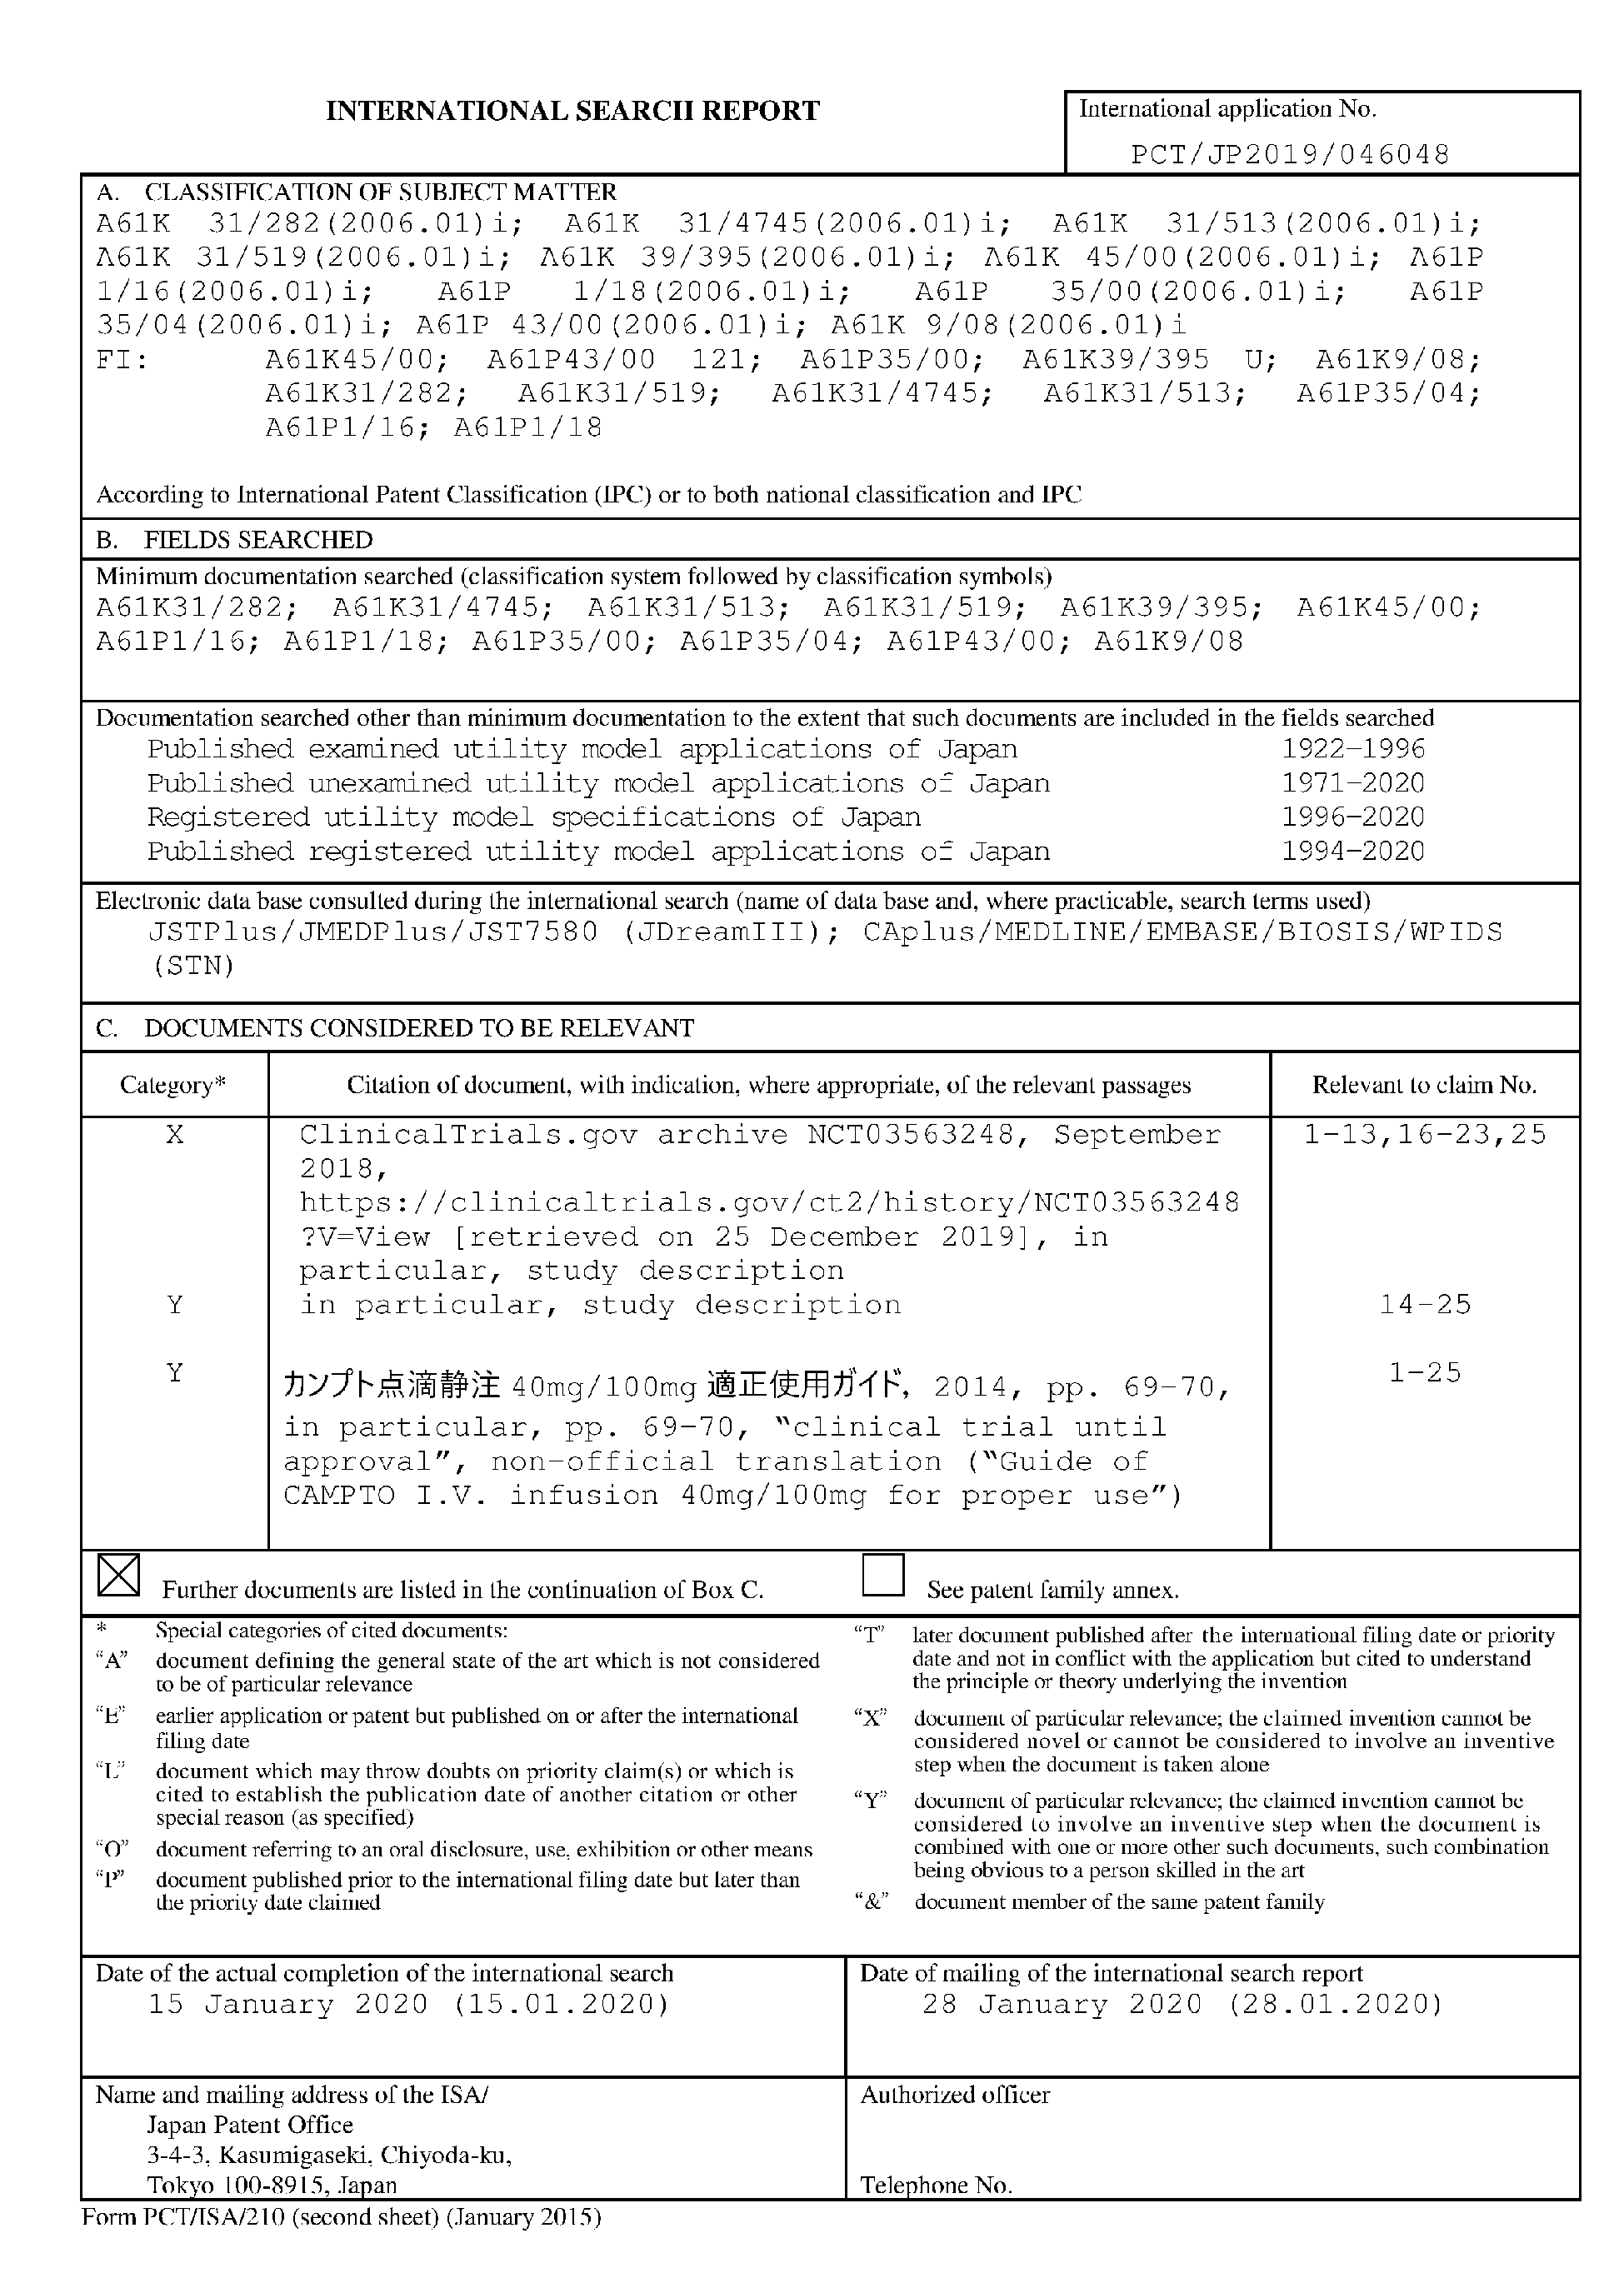 INTERNATIONAL SEARCH REPORT
International application No.
PCT/JP2019/046048
A. CLASSIFICATION OF SUBJECT MATTER
A61K 31/282(2006.01)i; A61K 31/4745(2006.01)i; A61K 31/513(2006.01)i;
A61K 31/519(2006.01)i; A61K 39/395(2006.01)i; A61K 45/00(2006.01)i; A61P
1/16(2006.01)i; A61P 1/18(2006.01)i; A61P 35/00(2006.01)i; A61P
35/04(2006.01)i; A61P 43/00(2006.01)i; A61K 9/08(2006.01)i
FI: A61K45/00; A61P43/00 121; A61P35/00; A61K39/395 U; A61K9/08;
A61K31/282; A61K31/519; A61K31/4745; A61K31/513; A61P35/04;
A61P1/16; A61P1/18
According to International Patent Classification (IPC) or to both national classification and IPC
B. FIELDS SEARCHED
Minimum documentation searched (classification system followed by classification symbols)
A61K31/282; A61K31/4745; A61K31/513; A61K31/519; A61K39/395; A61K45/00;
A61P1/16; A61P1/18; A61P35/00; A61P35/04; A61P43/00; A61K9/08
Documentation searched other than minimum documentation to the extent that such documents are included in the fields searched
Published examined utility model applications of Japan 1922–1996
Published unexamined utility model applications of Japan 1971–2020
Registered utility model specifications of Japan 1996–2020
Published registered utility model applications of Japan 1994–2020
Electronic data base consulted during the international search (name of data base and, where practicable, search terms used)
JSTPlus/JMEDPlus/JST7580 (JDreamIII); CAplus/MEDLINE/EMBASE/BIOSIS/WPIDS
(STN)
C. DOCUMENTS CONSIDERED TO BE RELEVANT
Category* Citation of document, with indication, where appropriate, of the relevant passages Relevant to claim No.
X ClinicalTrials.gov archive NCT03563248, September 1-13,16-23,25
2018,
https://clinicaltrials.gov/ct2/history/NCT03563248
?V=View [retrieved on 25 December 2019], in
particular, study description
Y in particular, study description 14-25
Y カンプト点滴静注 40mg/100mg 適正使用ガイド, 2014, pp. 69-70, 1-25
in particular, pp. 69-70, “clinical trial until
approval”, non-official translation (“Guide of
CAMPTO I.V. infusion 40mg/100mg for proper use”)
Further documents are listed in the continuation of Box C. See patent family annex.
* Special categories of cited documents:
“A” document defining the general state of the art which is not considered
to be of particular relevance
“E” earlier application or patent but published on or after the international
filing date
“L” document which may throw doubts on priority claim(s) or which is
cited to establish the publication date of another citation or other
special reason (as specified)
“O” document referring to an oral disclosure, use, exhibition or other means
“P” document published prior to the international filing date but later than
the priority date claimed
“T” later document published after the international filing date or priority
date and not in conflict with the application but cited to understand
the principle or theory underlying the invention
“X” document of particular relevance; the claimed invention cannot be
considered novel or cannot be considered to involve an inventive
step when the document is taken alone
“Y” document of particular relevance; the claimed invention cannot be
considered to involve an inventive step when the document is
combined with one or more other such documents, such combination
being obvious to a person skilled in the art
“&” document member of the same patent family
Date of the actual completion of the international search
15 January 2020 (15.01.2020)
Date of mailing of the international search report
28 January 2020 (28.01.2020)
Name and mailing address of the ISA/
Japan Patent Office
3-4-3, Kasumigaseki, Chiyoda-ku,
Tokyo 100-8915, Japan
Authorized officer
Telephone No.
Form PCT/ISA/210 (second sheet) (January 2015)